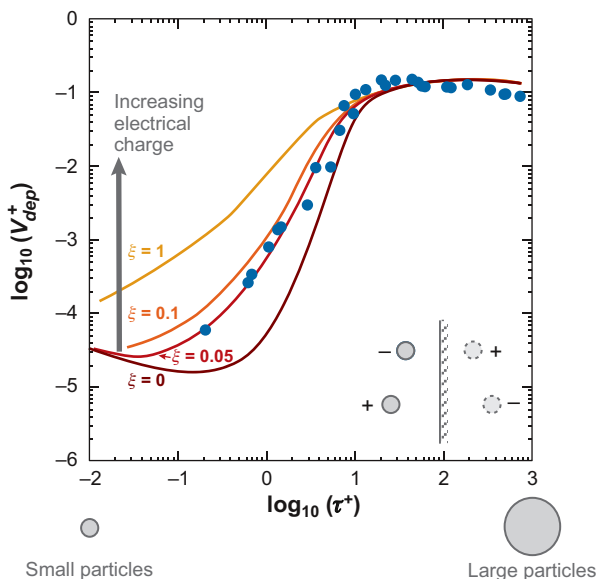 0
Increasing
electrical
charge
–1
–2
log₁₀ (V⁺dep)
–3
ξ = 1
ξ = 0.1
–4
ξ = 0.05
ξ = 0
–5
–6
– +
+ –
–2 –1 0 1 2 3
log₁₀ (τ⁺)
Small particles
Large particles